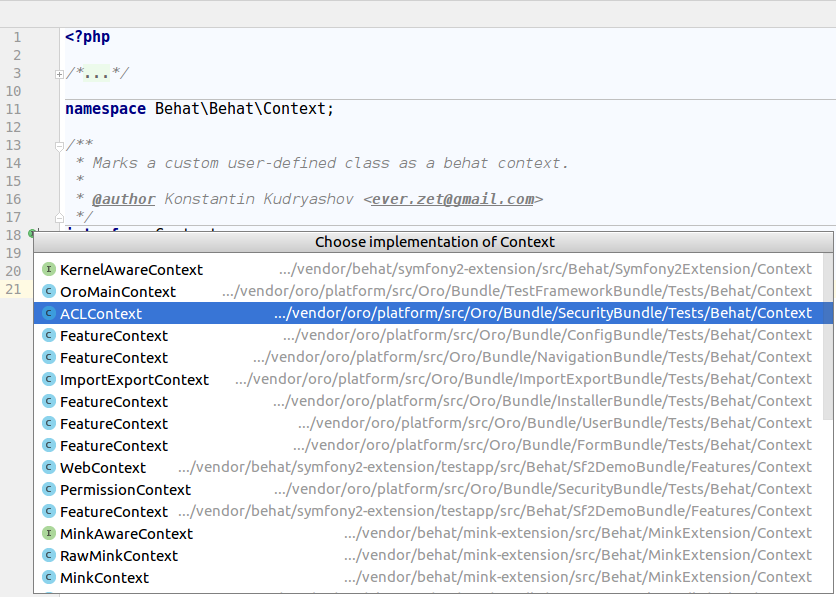 1 <?php
2
3 /*...*/
10
11 namespace Behat\Behat\Context;
12
13 /**
14 * Marks a custom user-defined class as a behat context.
15 *
16 * @author Konstantin Kudryashov <ever.zet@gmail.com>
17 */
18
19
20
21
Choose implementation of Context
I KernelAwareContext .../vendor/behat/symfony2-extension/src/Behat/Symfony2Extension/Context
C OroMainContext .../vendor/oro/platform/src/Oro/Bundle/TestFrameworkBundle/Tests/Behat/Context
C ACLContext .../vendor/oro/platform/src/Oro/Bundle/SecurityBundle/Tests/Behat/Context
C FeatureContext .../vendor/oro/platform/src/Oro/Bundle/ConfigBundle/Tests/Behat/Context
C FeatureContext .../vendor/oro/platform/src/Oro/Bundle/NavigationBundle/Tests/Behat/Context
C ImportExportContext .../vendor/oro/platform/src/Oro/Bundle/ImportExportBundle/Tests/Behat/Context
C FeatureContext .../vendor/oro/platform/src/Oro/Bundle/InstallerBundle/Tests/Behat/Context
C FeatureContext .../vendor/oro/platform/src/Oro/Bundle/UserBundle/Tests/Behat/Context
C FeatureContext .../vendor/oro/platform/src/Oro/Bundle/FormBundle/Tests/Behat/Context
C WebContext .../vendor/behat/symfony2-extension/testapp/src/Behat/Sf2DemoBundle/Features/Context
C PermissionContext .../vendor/oro/platform/src/Oro/Bundle/SecurityBundle/Tests/Behat/Context
C FeatureContext .../vendor/behat/symfony2-extension/testapp/src/Behat/Sf2DemoBundle/Features/Context
I MinkAwareContext .../vendor/behat/mink-extension/src/Behat/MinkExtension/Context
C RawMinkContext .../vendor/behat/mink-extension/src/Behat/MinkExtension/Context
C MinkContext .../vendor/behat/mink-extension/src/Behat/MinkExtension/Context